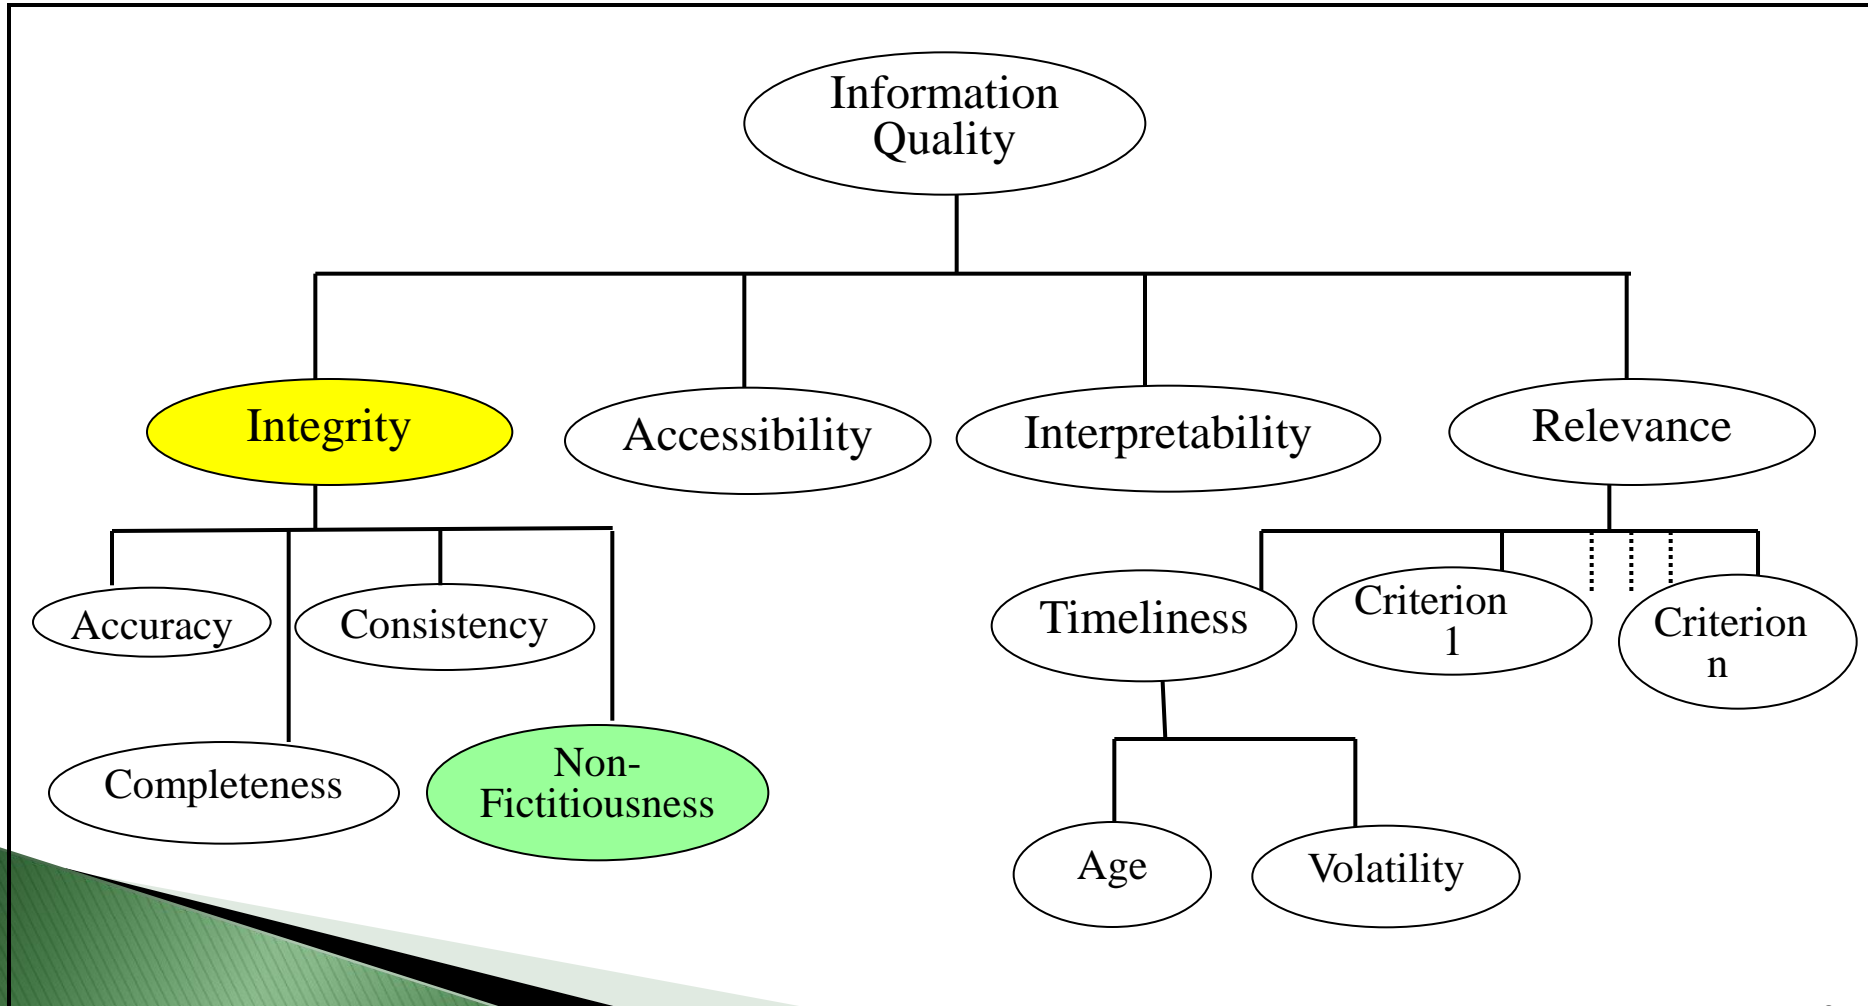 Information
Quality
Integrity
Accessibility
Interpretability
Relevance
Accuracy
Consistency
Timeliness
Criterion
1
Criterion
n
Completeness
Non-
Fictitiousness
Age
Volatility